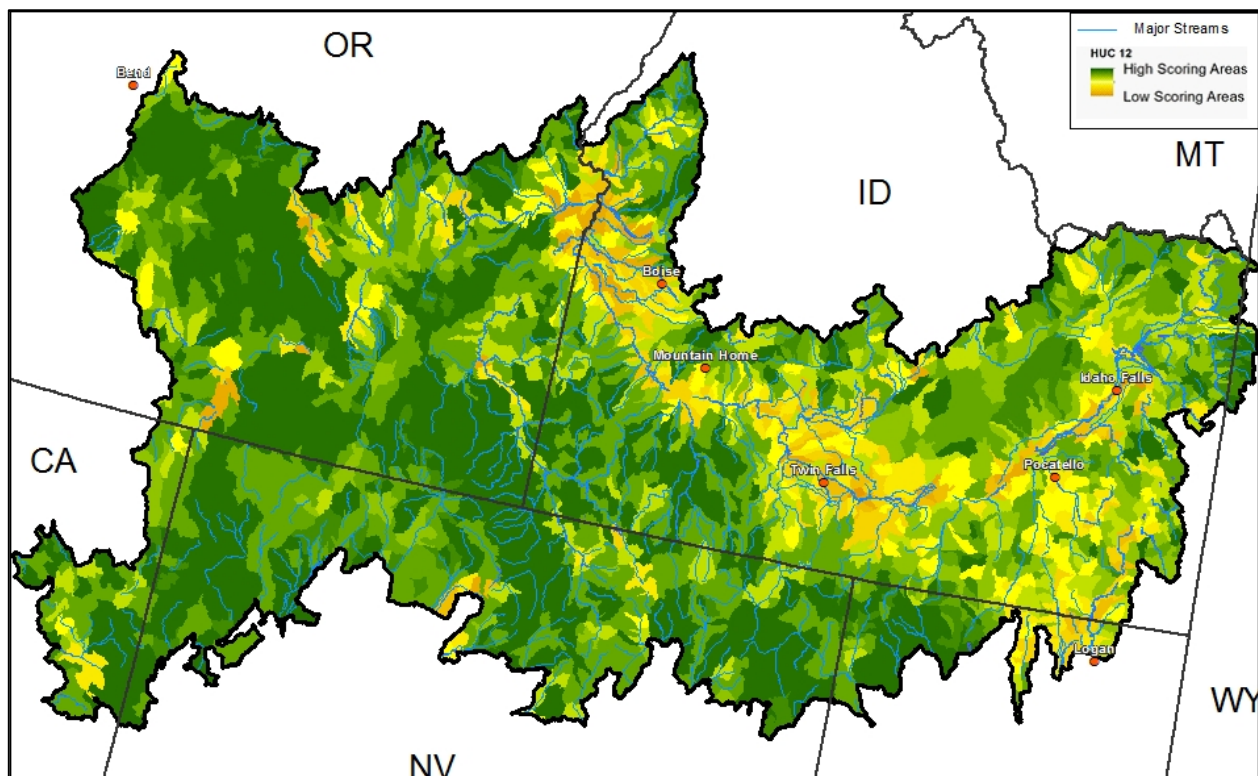 OR
Bend
Major Streams
HUC 12
High Scoring Areas
Low Scoring Areas
MT
ID
Boise
Mountain Home
Idaho Falls
CA
Twin Falls
Pocatello
Logan
WY
NV